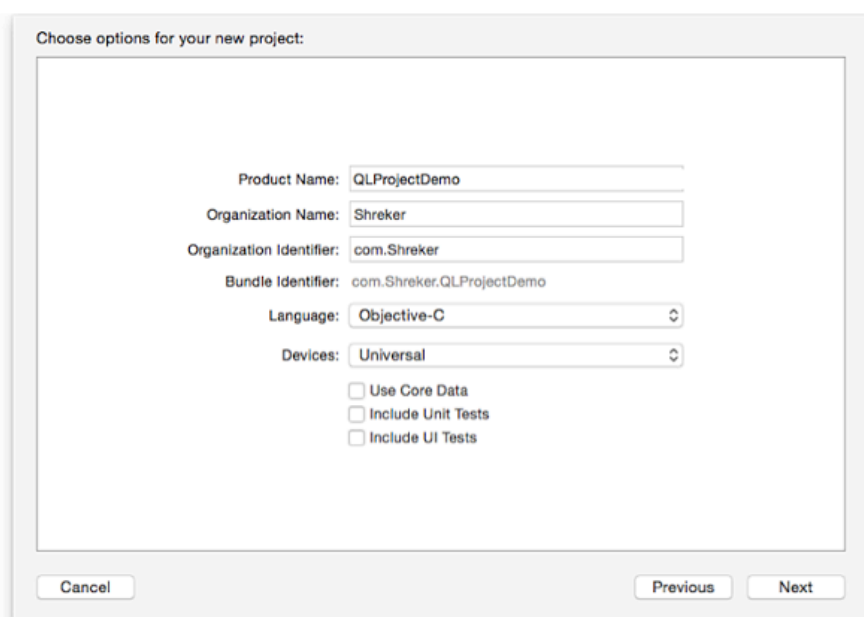 Choose options for your new project:
Product Name: QLProjectDemo
Organization Name: Shreker
Organization Identifier: com.Shreker
Bundle Identifier: com.Shreker.QLProjectDemo
Language: Objective-C
Devices: Universal
Use Core Data
Include Unit Tests
Include UI Tests
Cancel Previous Next